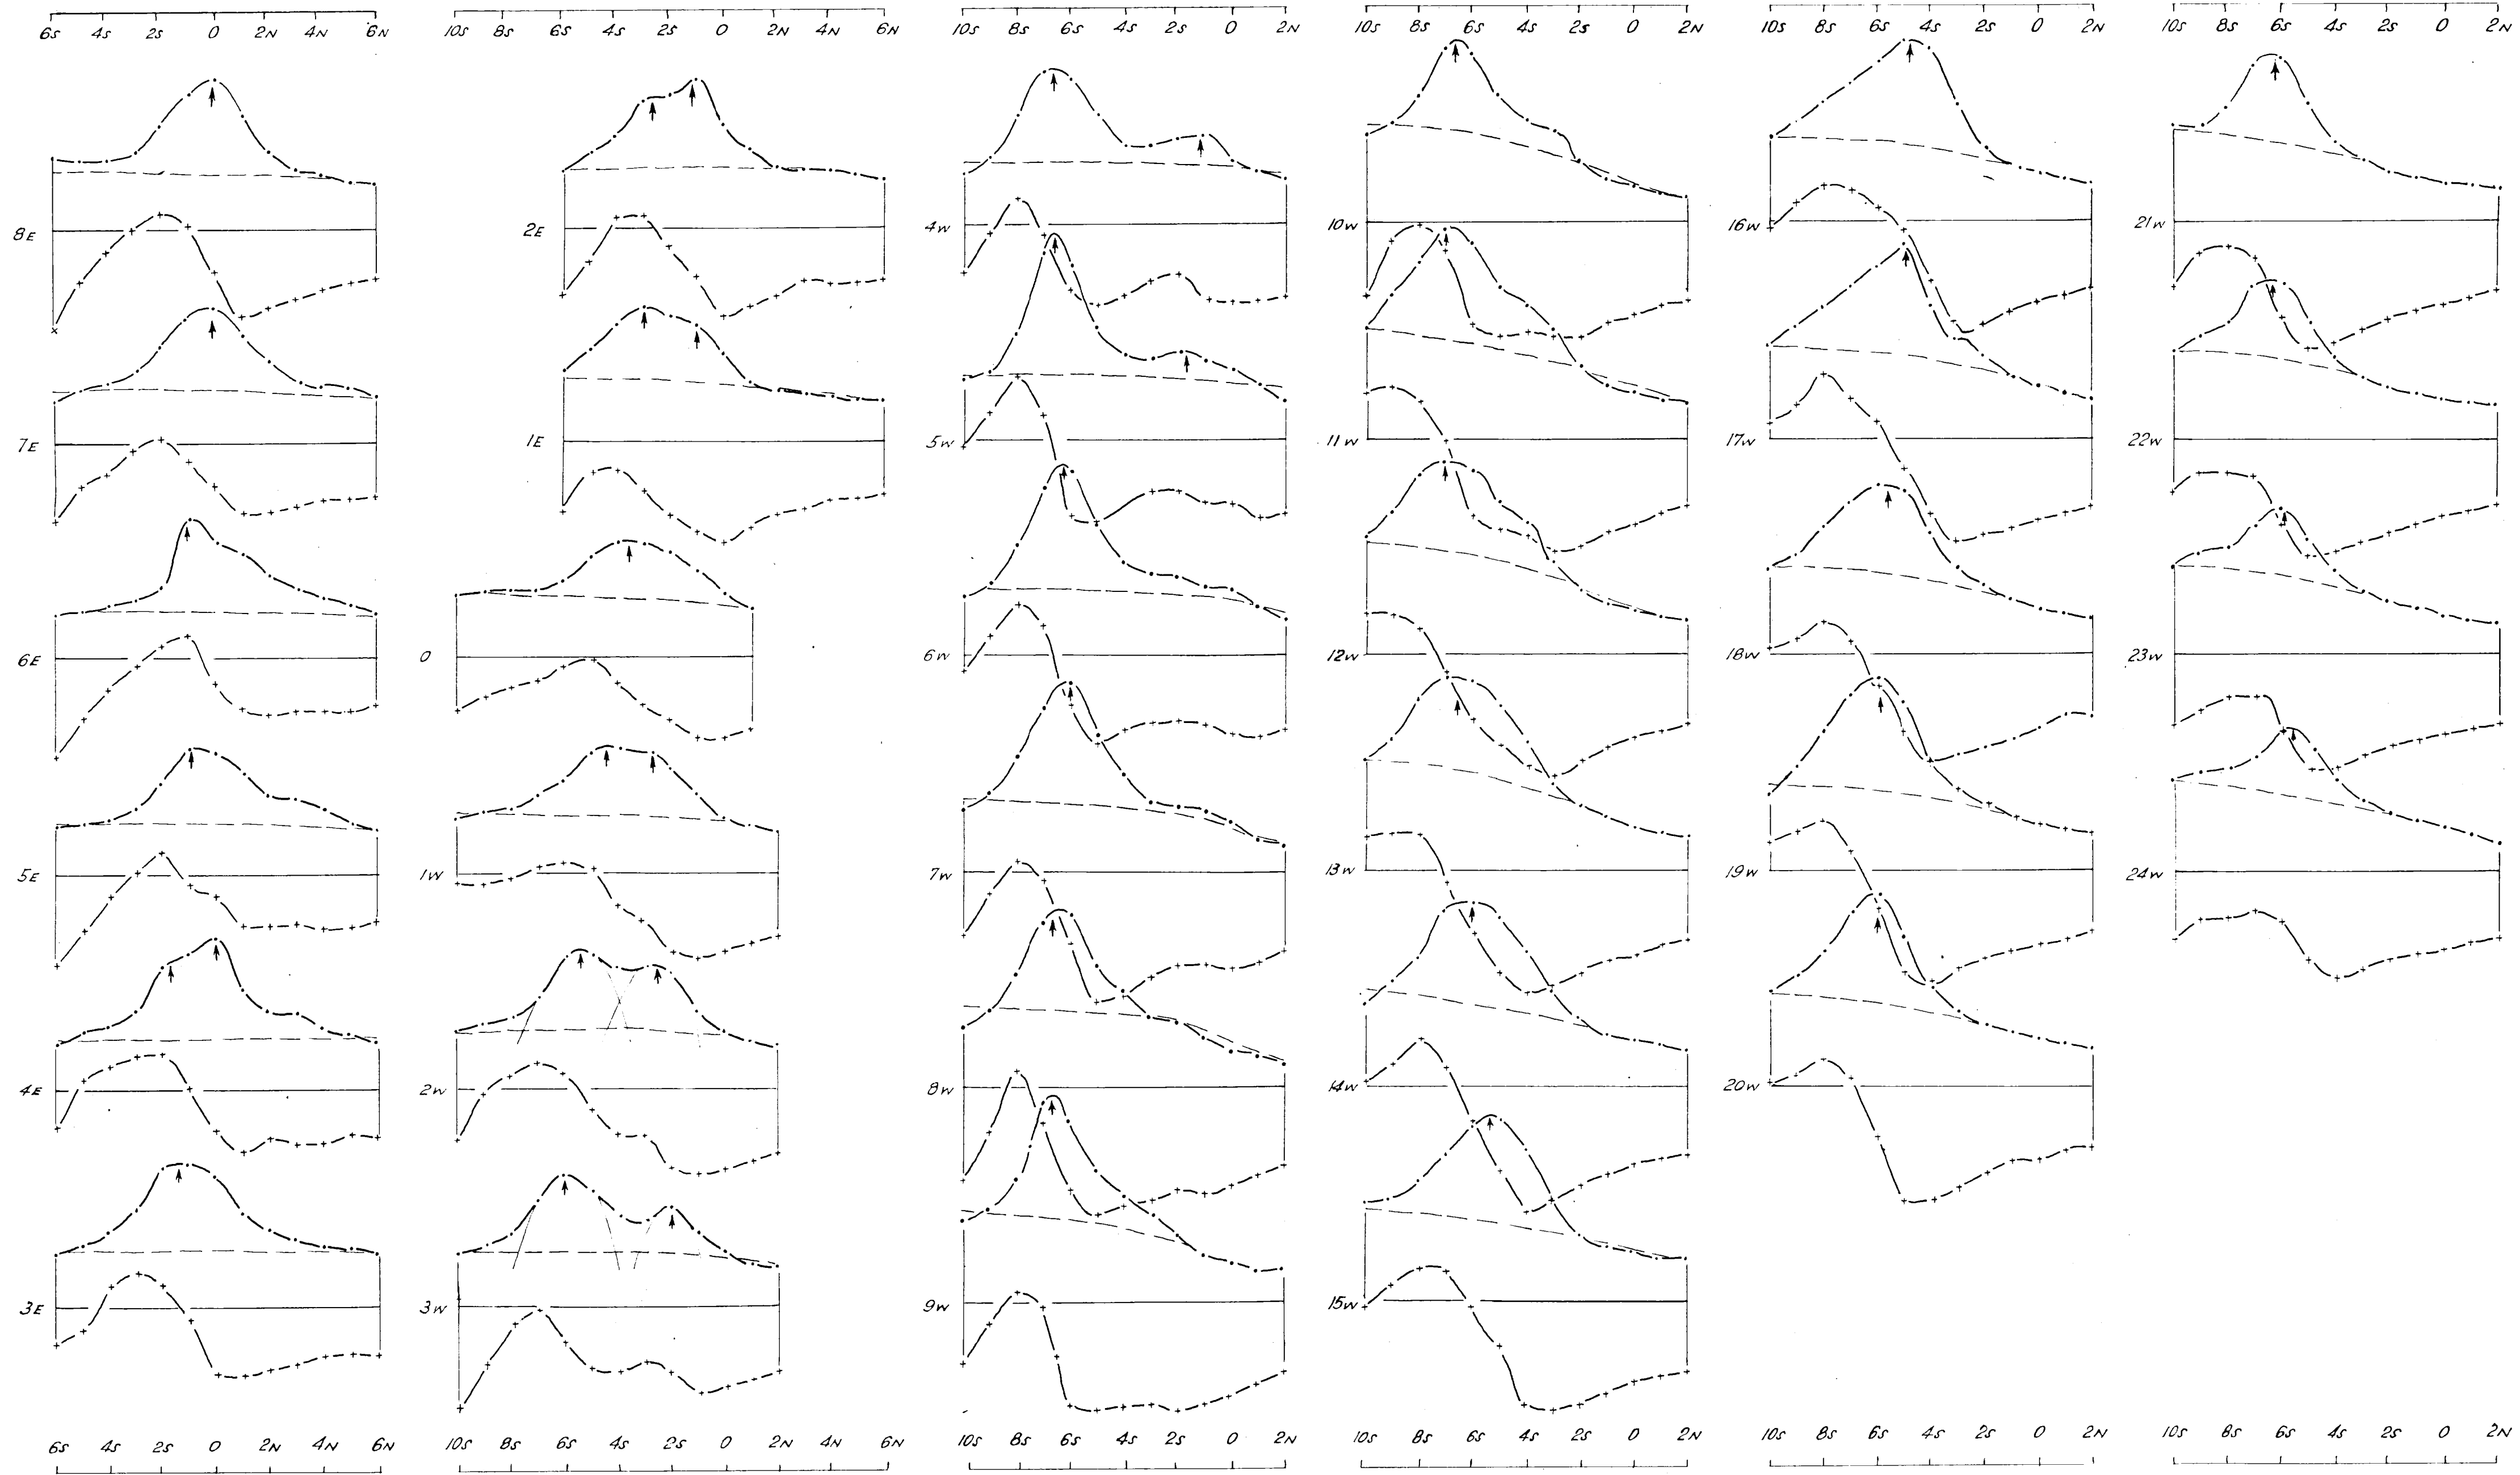 6S 4S 2S 0 2N 4N 6N
10S 8S 6S 4S 2S 0 2N 4N 6N
10S 8S 6S 4S 2S 0 2N
10S 8S 6S 4S 2S 0 2N
10S 8S 6S 4S 2S 0 2N
10S 8S 6S 4S 2S 0 2N
8E
7E
6E
5E
4E
3E
2E
1E
0
1W
2W
3W
4W
5W
6W
7W
8W
9W
10W
11W
12W
13W
14W
15W
16W
17W
18W
19W
20W
21W
22W
23W
24W
6S 4S 2S 0 2N 4N 6N
10S 8S 6S 4S 2S 0 2N 4N 6N
10S 8S 6S 4S 2S 0 2N
10S 8S 6S 4S 2S 0 2N
10S 8S 6S 4S 2S 0 2N
10S 8S 6S 4S 2S 0 2N